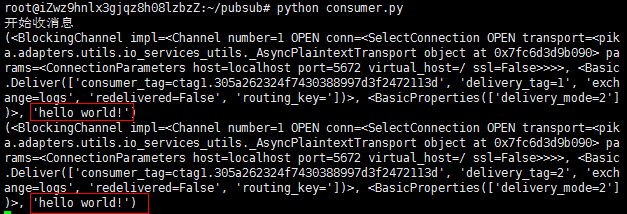 root@iZwz9hnlx3gjqz8h08lzbzZ:~/pubsub# python consumer.py
开始收消息
(<BlockingChannel impl=<Channel number=1 OPEN conn=<SelectConnection OPEN transport=<pik
a.adapters.utils.io_services_utils._AsyncPlaintextTransport object at 0x7fc6d3d9b090> pa
rams=<ConnectionParameters host=localhost port=5672 virtual_host=/ ssl=False>>>>, <Basic
.Deliver(['consumer_tag=ctag1.305a262324f7430388997d3f2472113d', 'delivery_tag=1', 'exch
ange=logs', 'redelivered=False', 'routing_key='])>, <BasicProperties(['delivery_mode=2']
)>, 'hello world!')
(<BlockingChannel impl=<Channel number=1 OPEN conn=<SelectConnection OPEN transport=<pik
a.adapters.utils.io_services_utils._AsyncPlaintextTransport object at 0x7fc6d3d9b090> pa
rams=<ConnectionParameters host=localhost port=5672 virtual_host=/ ssl=False>>>>, <Basic
.Deliver(['consumer_tag=ctag1.305a262324f7430388997d3f2472113d', 'delivery_tag=2', 'exch
ange=logs', 'redelivered=False', 'routing_key='])>, <BasicProperties(['delivery_mode=2']
)>, 'hello world!')